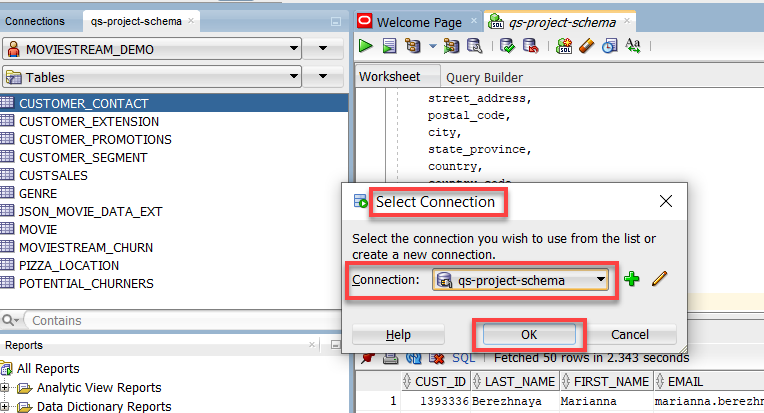 Connections
qs-project-schema
MOVIESTREAM_DEMO
Tables
CUSTOMER_CONTACT
CUSTOMER_EXTENSION
CUSTOMER_PROMOTIONS
CUSTOMER_SEGMENT
CUSTSALES
GENRE
JSON_MOVIE_DATA_EXT
MOVIE
MOVIESTREAM_CHURN
PIZZA_LOCATION
POTENTIAL_CHURNERS
Contains
Reports
All Reports
Analytic View Reports
Data Dictionary Reports
Welcome Page
qs-project-schema
Worksheet Query Builder
street_address,
postal_code,
city,
state_province,
country,
Select Connection
Select the connection you wish to use from the list or
create a new connection.
Connection: qs-project-schema
Help OK Cancel
SQL Fetched 50 rows in 2.343 seconds
CUST_ID LAST_NAME FIRST_NAME EMAIL
1 1393336 Berezhnaya Marianna marianna.berezhn